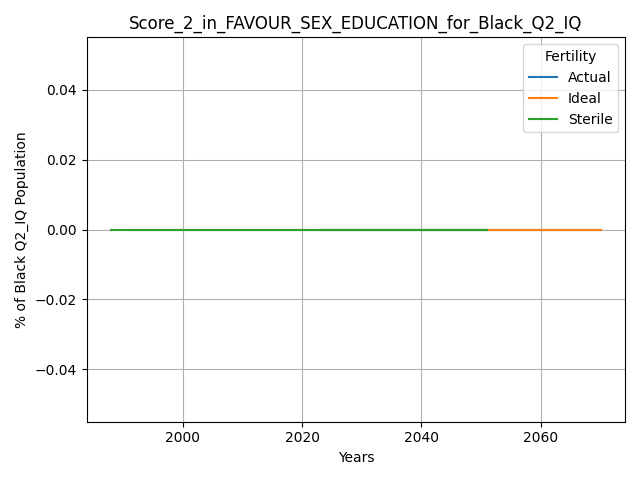 Score_2_in_FAVOUR_SEX_EDUCATION_for_Black_Q2_IQ
Fertility
Actual
Ideal
Sterile
% of Black Q2_IQ Population
0.04
0.02
0.00
−0.02
−0.04
2000 2020 2040 2060
Years